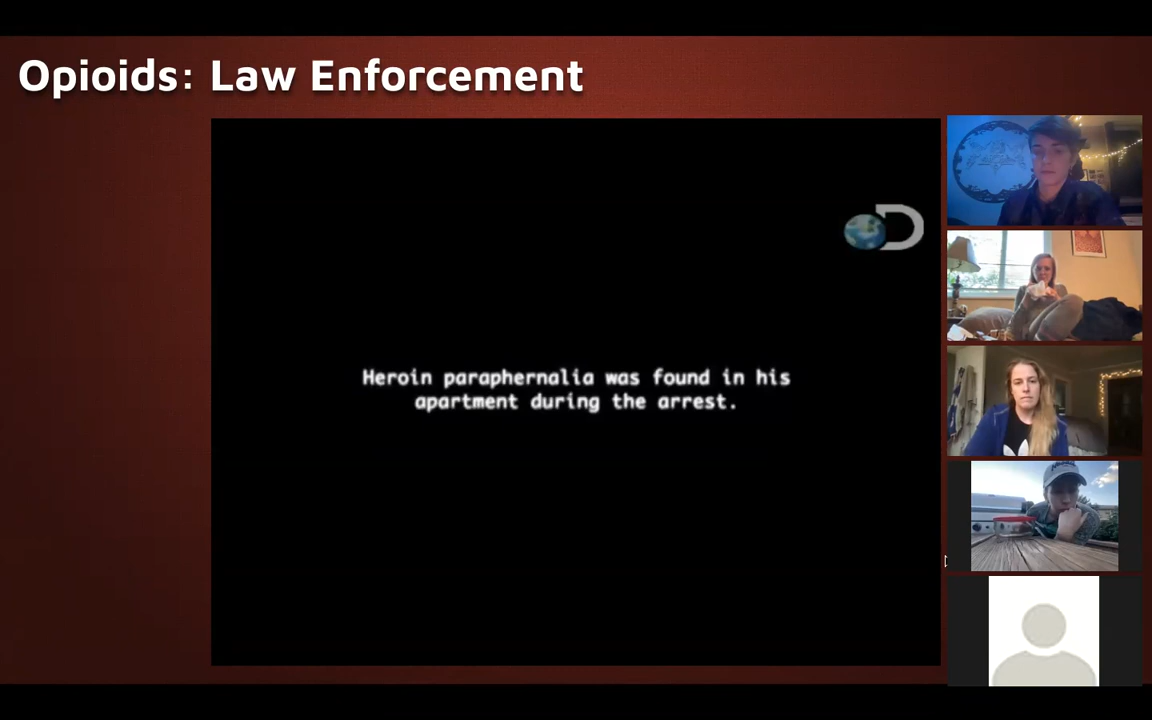 Opioids: Law Enforcement
Heroin paraphernalia was found in his
apartment during the arrest.